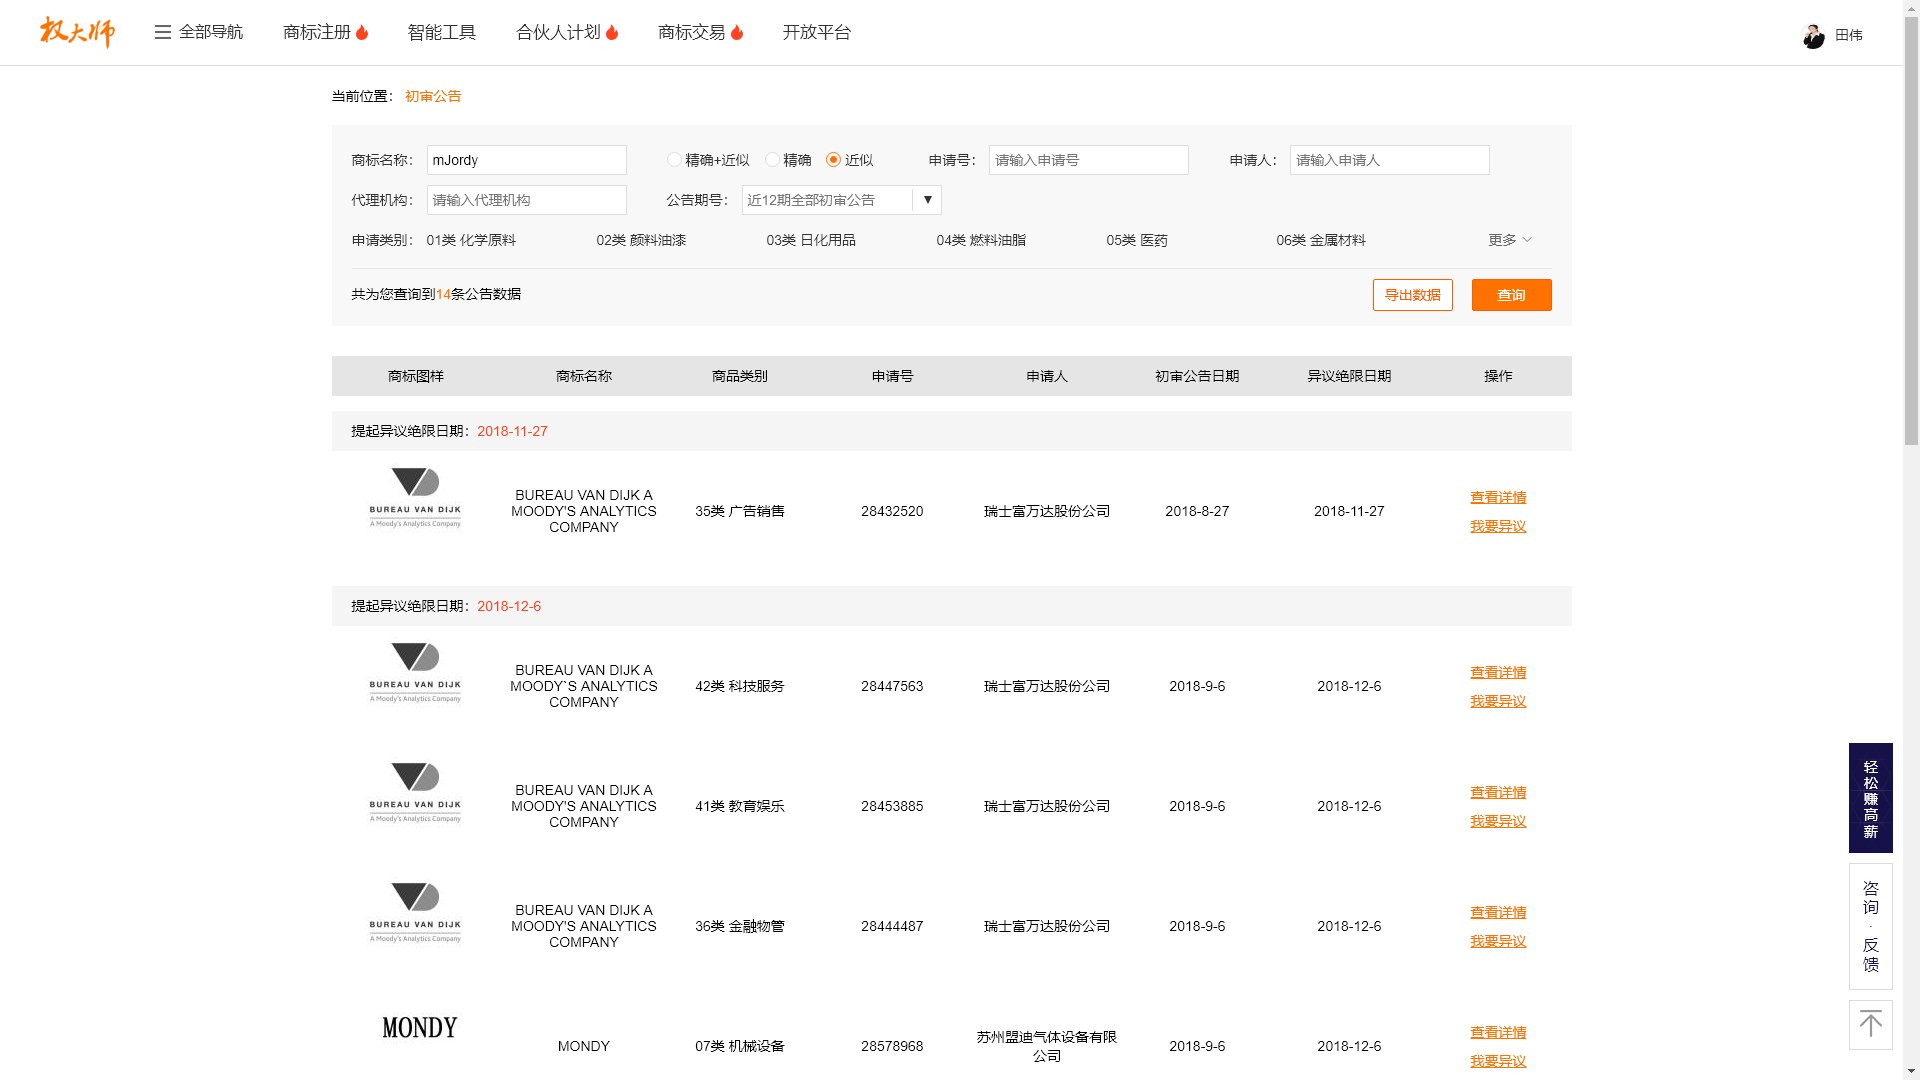 权大师
全部导航
商标注册
智能工具
合伙人计划
商标交易
开放平台
田伟
当前位置： 初审公告
商标名称： mJordy 精确+近似 精确 近似 申请号： 请输入申请号 申请人： 请输入申请人
代理机构： 请输入代理机构 公告期号： 近12期全部初审公告 ▼
申请类别： 01类 化学原料 02类 颜料油漆 03类 日化用品 04类 燃料油脂 05类 医药 06类 金属材料 更多
共为您查询到14条公告数据 导出数据 查询
商标图样 商标名称 商品类别 申请号 申请人 初审公告日期 异议绝限日期 操作
提起异议绝限日期：2018-11-27
BUREAU VAN DIJK
A Moody's Analytics Company
BUREAU VAN DIJK A
MOODY'S ANALYTICS
COMPANY
35类 广告销售
28432520
瑞士富万达股份公司
2018-8-27
2018-11-27
查看详情
我要异议
提起异议绝限日期：2018-12-6
BUREAU VAN DIJK
A Moody's Analytics Company
BUREAU VAN DIJK A
MOODY`S ANALYTICS
COMPANY
42类 科技服务
28447563
瑞士富万达股份公司
2018-9-6
2018-12-6
查看详情
我要异议
BUREAU VAN DIJK
A Moody's Analytics Company
BUREAU VAN DIJK A
MOODY'S ANALYTICS
COMPANY
41类 教育娱乐
28453885
瑞士富万达股份公司
2018-9-6
2018-12-6
查看详情
我要异议
BUREAU VAN DIJK
A Moody's Analytics Company
BUREAU VAN DIJK A
MOODY'S ANALYTICS
COMPANY
36类 金融物管
28444487
瑞士富万达股份公司
2018-9-6
2018-12-6
查看详情
我要异议
MONDY
MONDY
07类 机械设备
28578968
苏州盟迪气体设备有限
公司
2018-9-6
2018-12-6
查看详情
我要异议
轻松赚高薪
咨询·反馈